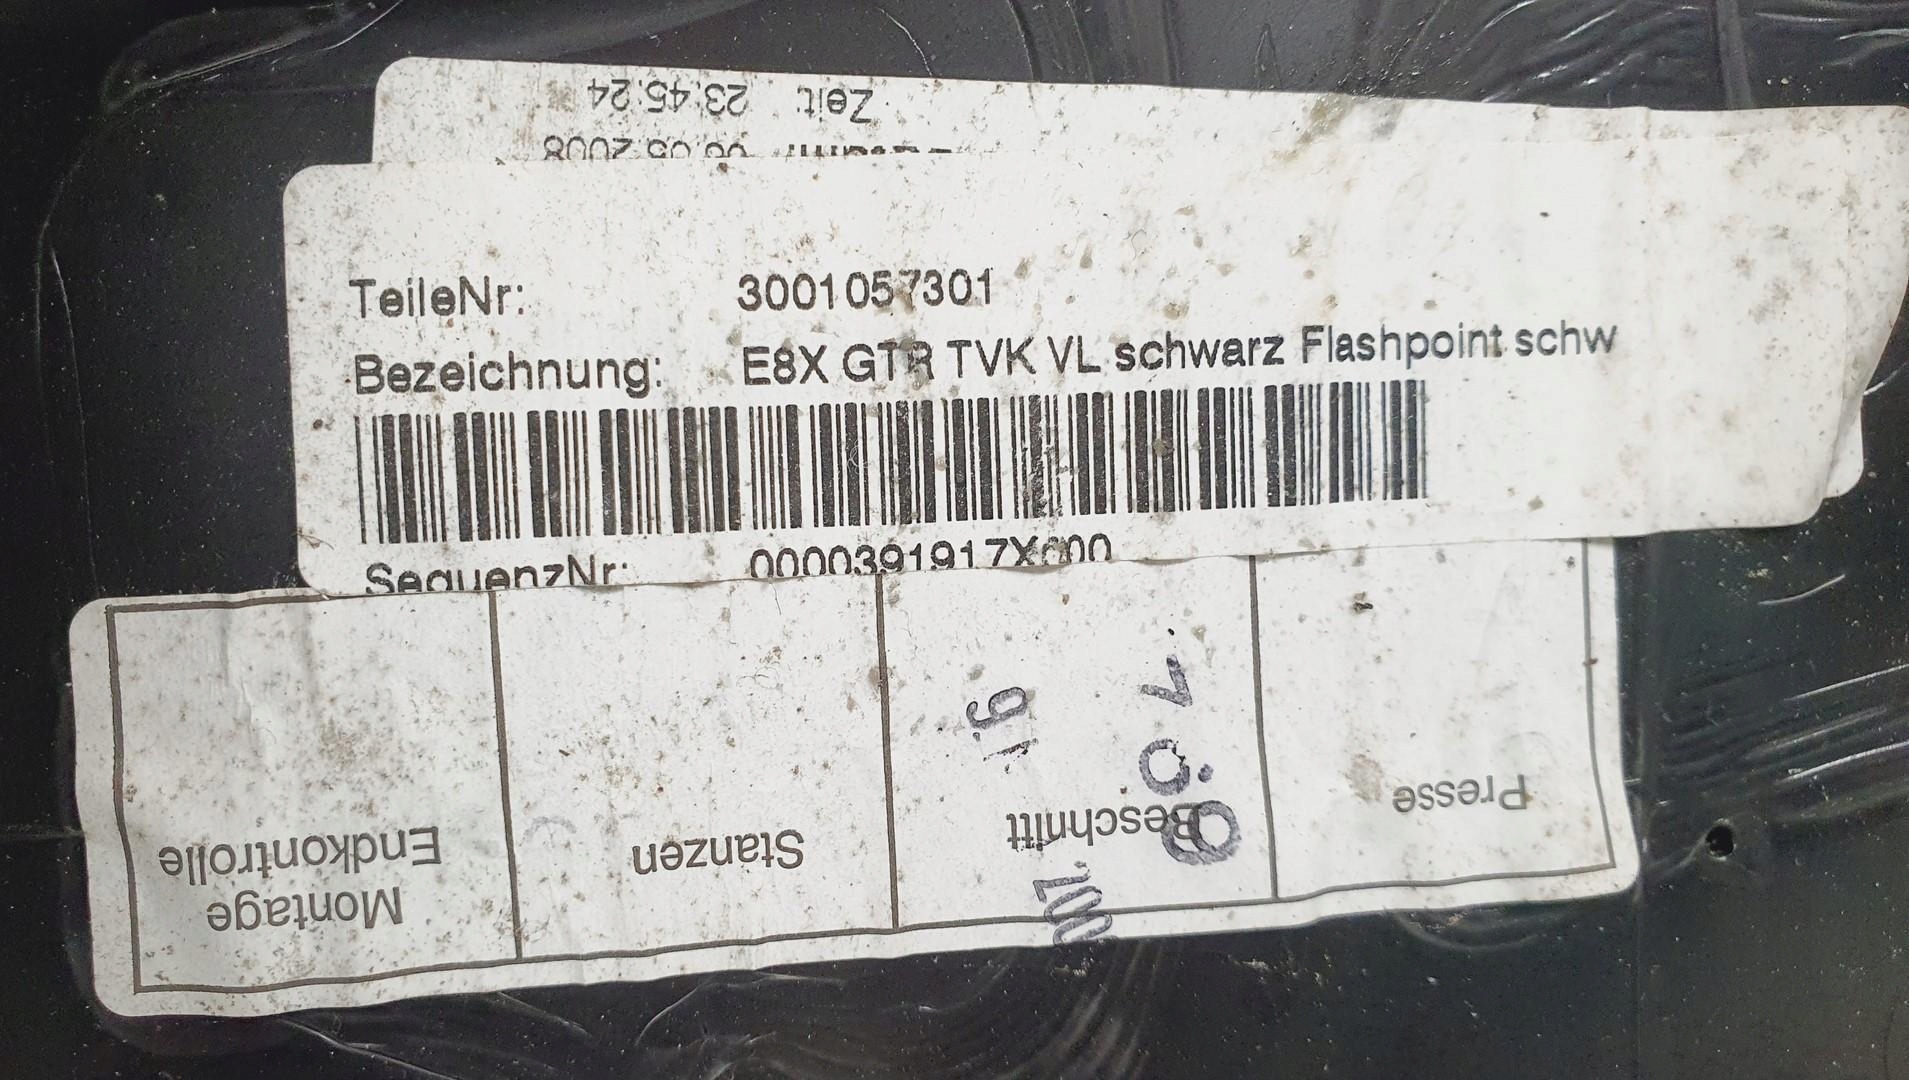 Zeit: 23:45:24
TeileNr: 3001057301
Bezeichnung: E8X GTR TVK VL schwarz Flashpoint schw
SequenzNr:
Presse
Beschnitt
Stanzen
Montage
Endkontrolle